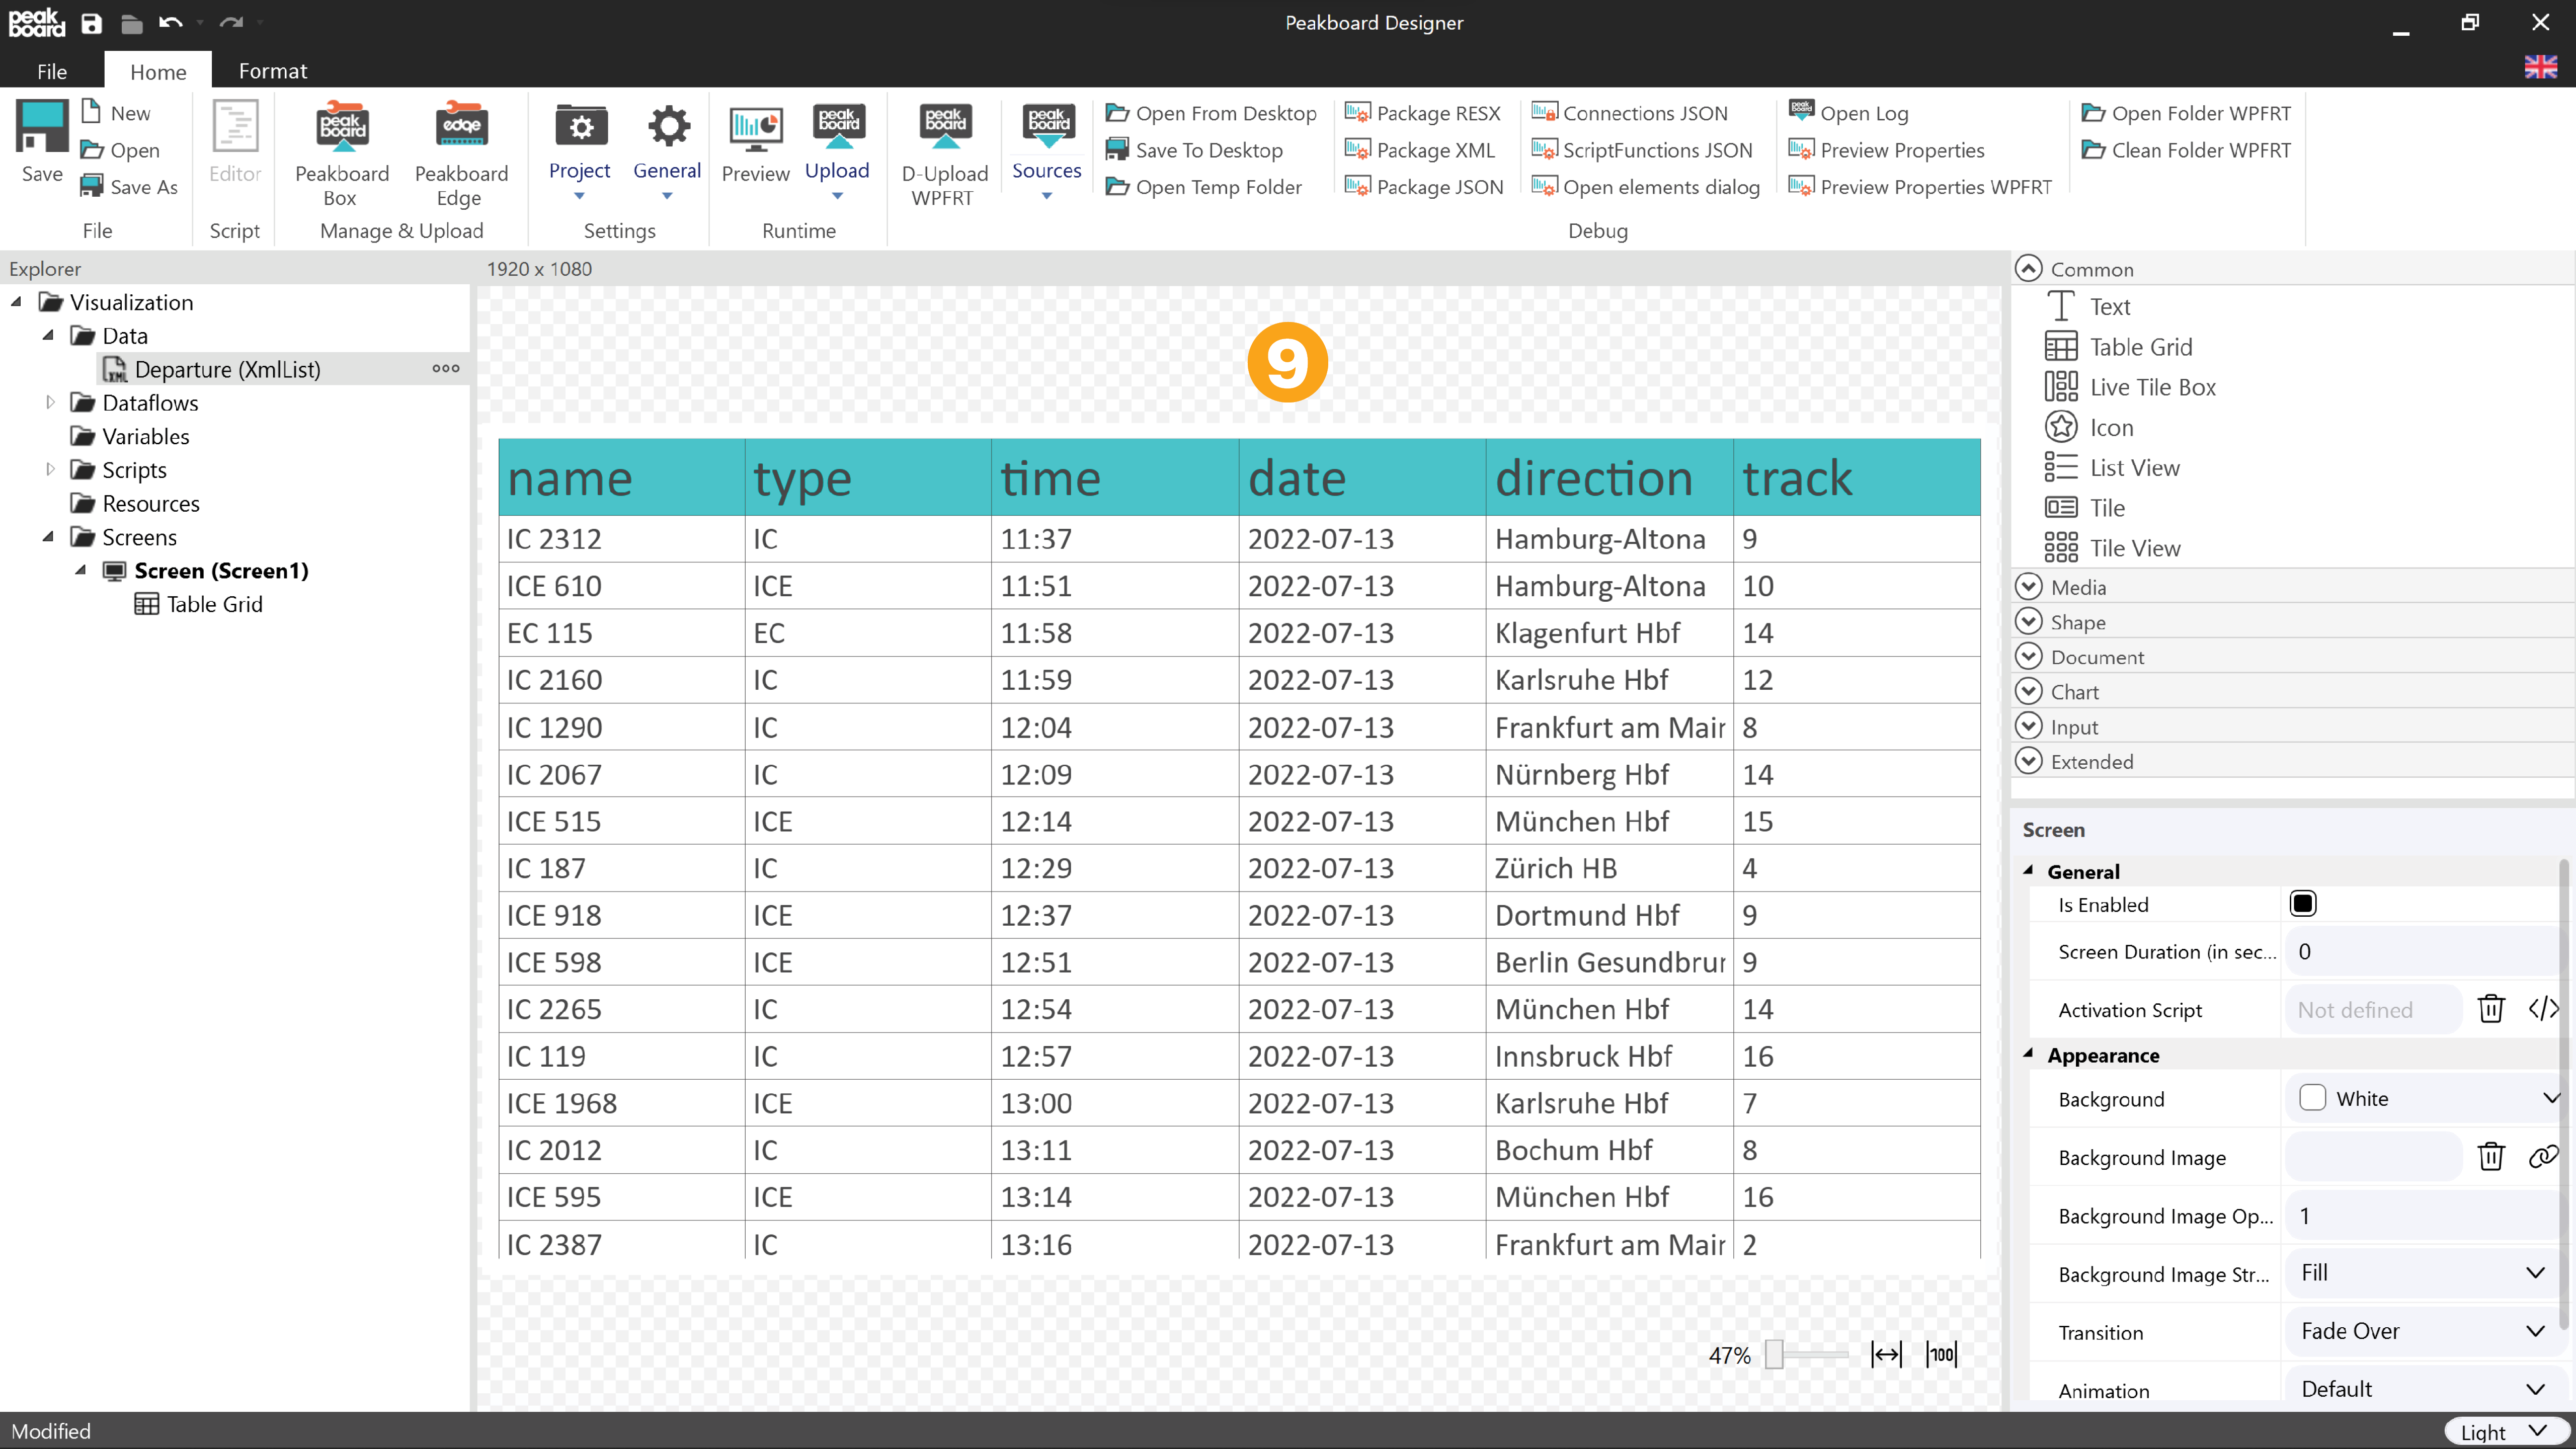 peak
board
Peakboard Designer
File
Home
Format
Save
New
Open
Save As
File
Editor
Script
Peakboard
Box
Peakboard
Edge
Manage & Upload
Project
General
Settings
Preview
Upload
Runtime
D-Upload
WPFRT
Sources
Open From Desktop
Save To Desktop
Open Temp Folder
Package RESX
Package XML
Package JSON
Connections JSON
ScriptFunctions JSON
Open elements dialog
Open Log
Preview Properties
Preview Properties WPFRT
Open Folder WPFRT
Clean Folder WPFRT
Debug
Explorer
Visualization
Data
Departure (XmlList)
Dataflows
Variables
Scripts
Resources
Screens
Screen (Screen1)
Table Grid
1920 x 1080
9
name type time date direction track
IC 2312 IC 11:37 2022-07-13 Hamburg-Altona 9
ICE 610 ICE 11:51 2022-07-13 Hamburg-Altona 10
EC 115 EC 11:58 2022-07-13 Klagenfurt Hbf 14
IC 2160 IC 11:59 2022-07-13 Karlsruhe Hbf 12
IC 1290 IC 12:04 2022-07-13 Frankfurt am Mair 8
IC 2067 IC 12:09 2022-07-13 Nürnberg Hbf 14
ICE 515 ICE 12:14 2022-07-13 München Hbf 15
IC 187 IC 12:29 2022-07-13 Zürich HB 4
ICE 918 ICE 12:37 2022-07-13 Dortmund Hbf 9
ICE 598 ICE 12:51 2022-07-13 Berlin Gesundbrur 9
IC 2265 IC 12:54 2022-07-13 München Hbf 14
IC 119 IC 12:57 2022-07-13 Innsbruck Hbf 16
ICE 1968 ICE 13:00 2022-07-13 Karlsruhe Hbf 7
IC 2012 IC 13:11 2022-07-13 Bochum Hbf 8
ICE 595 ICE 13:14 2022-07-13 München Hbf 16
IC 2387 IC 13:16 2022-07-13 Frankfurt am Mair 2
47%
100
Common
Text
Table Grid
Live Tile Box
Icon
List View
Tile
Tile View
Media
Shape
Document
Chart
Input
Extended
Screen
General
Is Enabled
Screen Duration (in sec... 0
Activation Script Not defined
Appearance
Background White
Background Image
Background Image Op... 1
Background Image Str... Fill
Transition Fade Over
Animation Default
Modified
Light